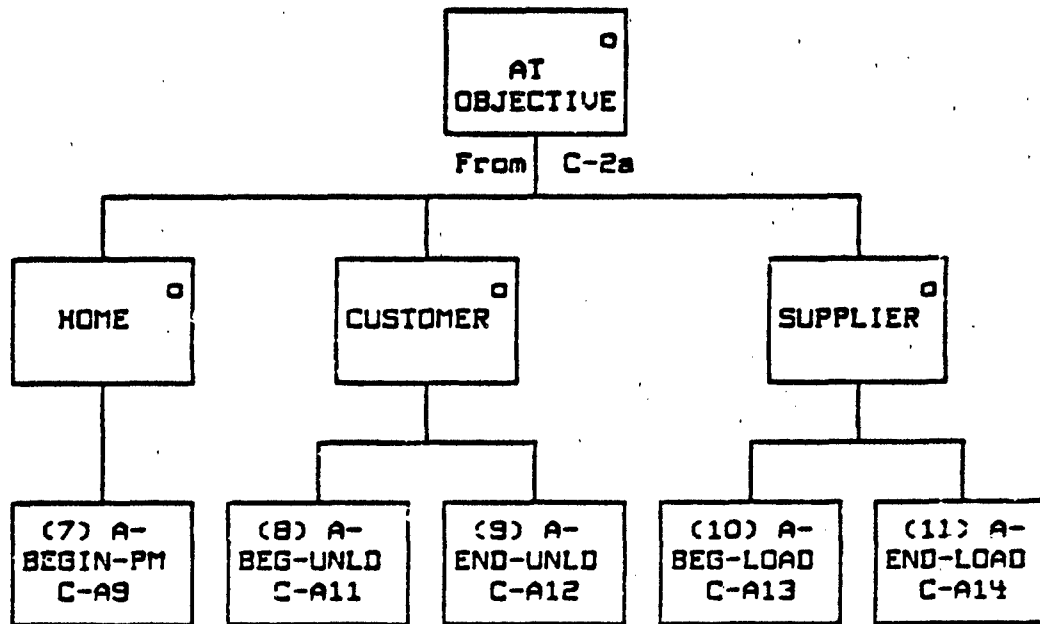 AT
OBJECTIVE
From C-2a
HOME
CUSTOMER
SUPPLIER
(7) A-
BEGIN-PM
C-A9
(8) A-
BEG-UNLD
C-A11
(9) A-
END-UNLD
C-A12
(10) A-
BEG-LOAD
C-A13
(11) A-
END-LOAD
C-A14